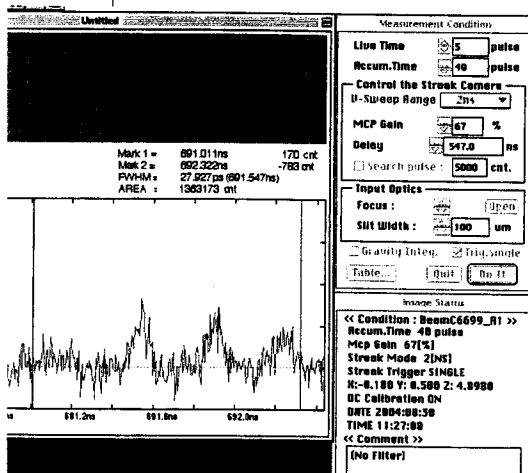 Untitled
Mark 1 = 691.011ns 170 cnt
Mark 2 = 692.322ns -783 cnt
FWHM = 27.927ps (691.547ns)
AREA : 1363173 cnt
691.2ns 691.6ns 692.0ns
Measurement Condition
Live Time 5 pulse
Accum.Time 40 pulse
Control the Streak Camera
V-Sweep Range 2ns
MCP Gain 67 %
Delay 547.0 ns
Search pulse : 5000 cnt.
Input Optics
Focus : Open
Slit Width : 100 um
Gravity Integ. Trig.Single
Table... Quit Do It
Image Status
<< Condition : BeamC6699_A1 >>
Accum.Time 40 pulse
Mcp Gain 67[%]
Streak Mode 2[NS]
Streak Trigger SINGLE
X:-0.180 Y: 0.500 Z: 4.8980
DC Calibration ON
DATE 2004:08:30
TIME 11:27:00
<< Comment >>
(No Filter)